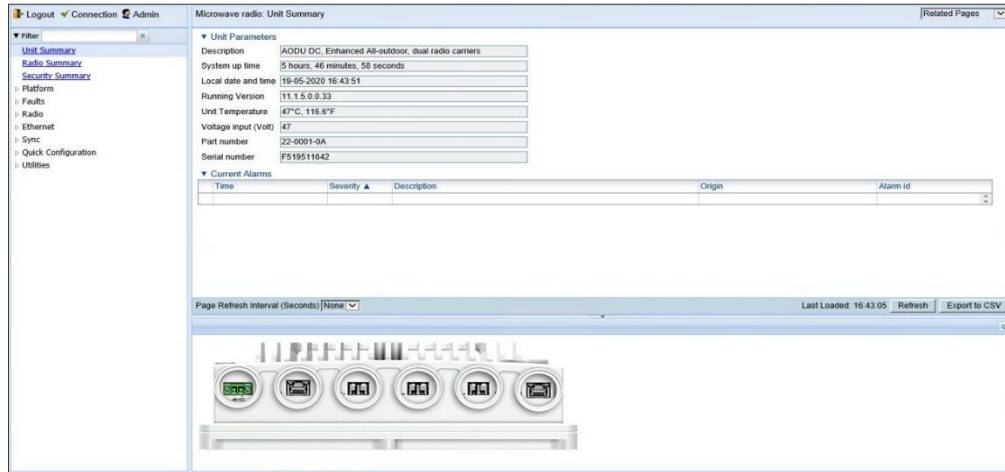 Logout Connection Admin
Microwave radio: Unit Summary
Related Pages
Filter
Unit Summary
Radio Summary
Security Summary
Platform
Faults
Radio
Ethernet
Sync
Quick Configuration
Utilities
Unit Parameters
Description AODU DC, Enhanced All-outdoor, dual radio carriers
System up time 5 hours, 46 minutes, 58 seconds
Local date and time 19-05-2020 16:43:51
Running Version 11.1.5.0.0.33
Unit Temperature 47°C, 116.6°F
Voltage input (Volt) 47
Part number 22-0001-0A
Serial number F519511642
Current Alarms
Time Severity ▲ Description Origin Alarm id
Page Refresh Interval (Seconds) None
Last Loaded: 16:43:05 Refresh Export to CSV